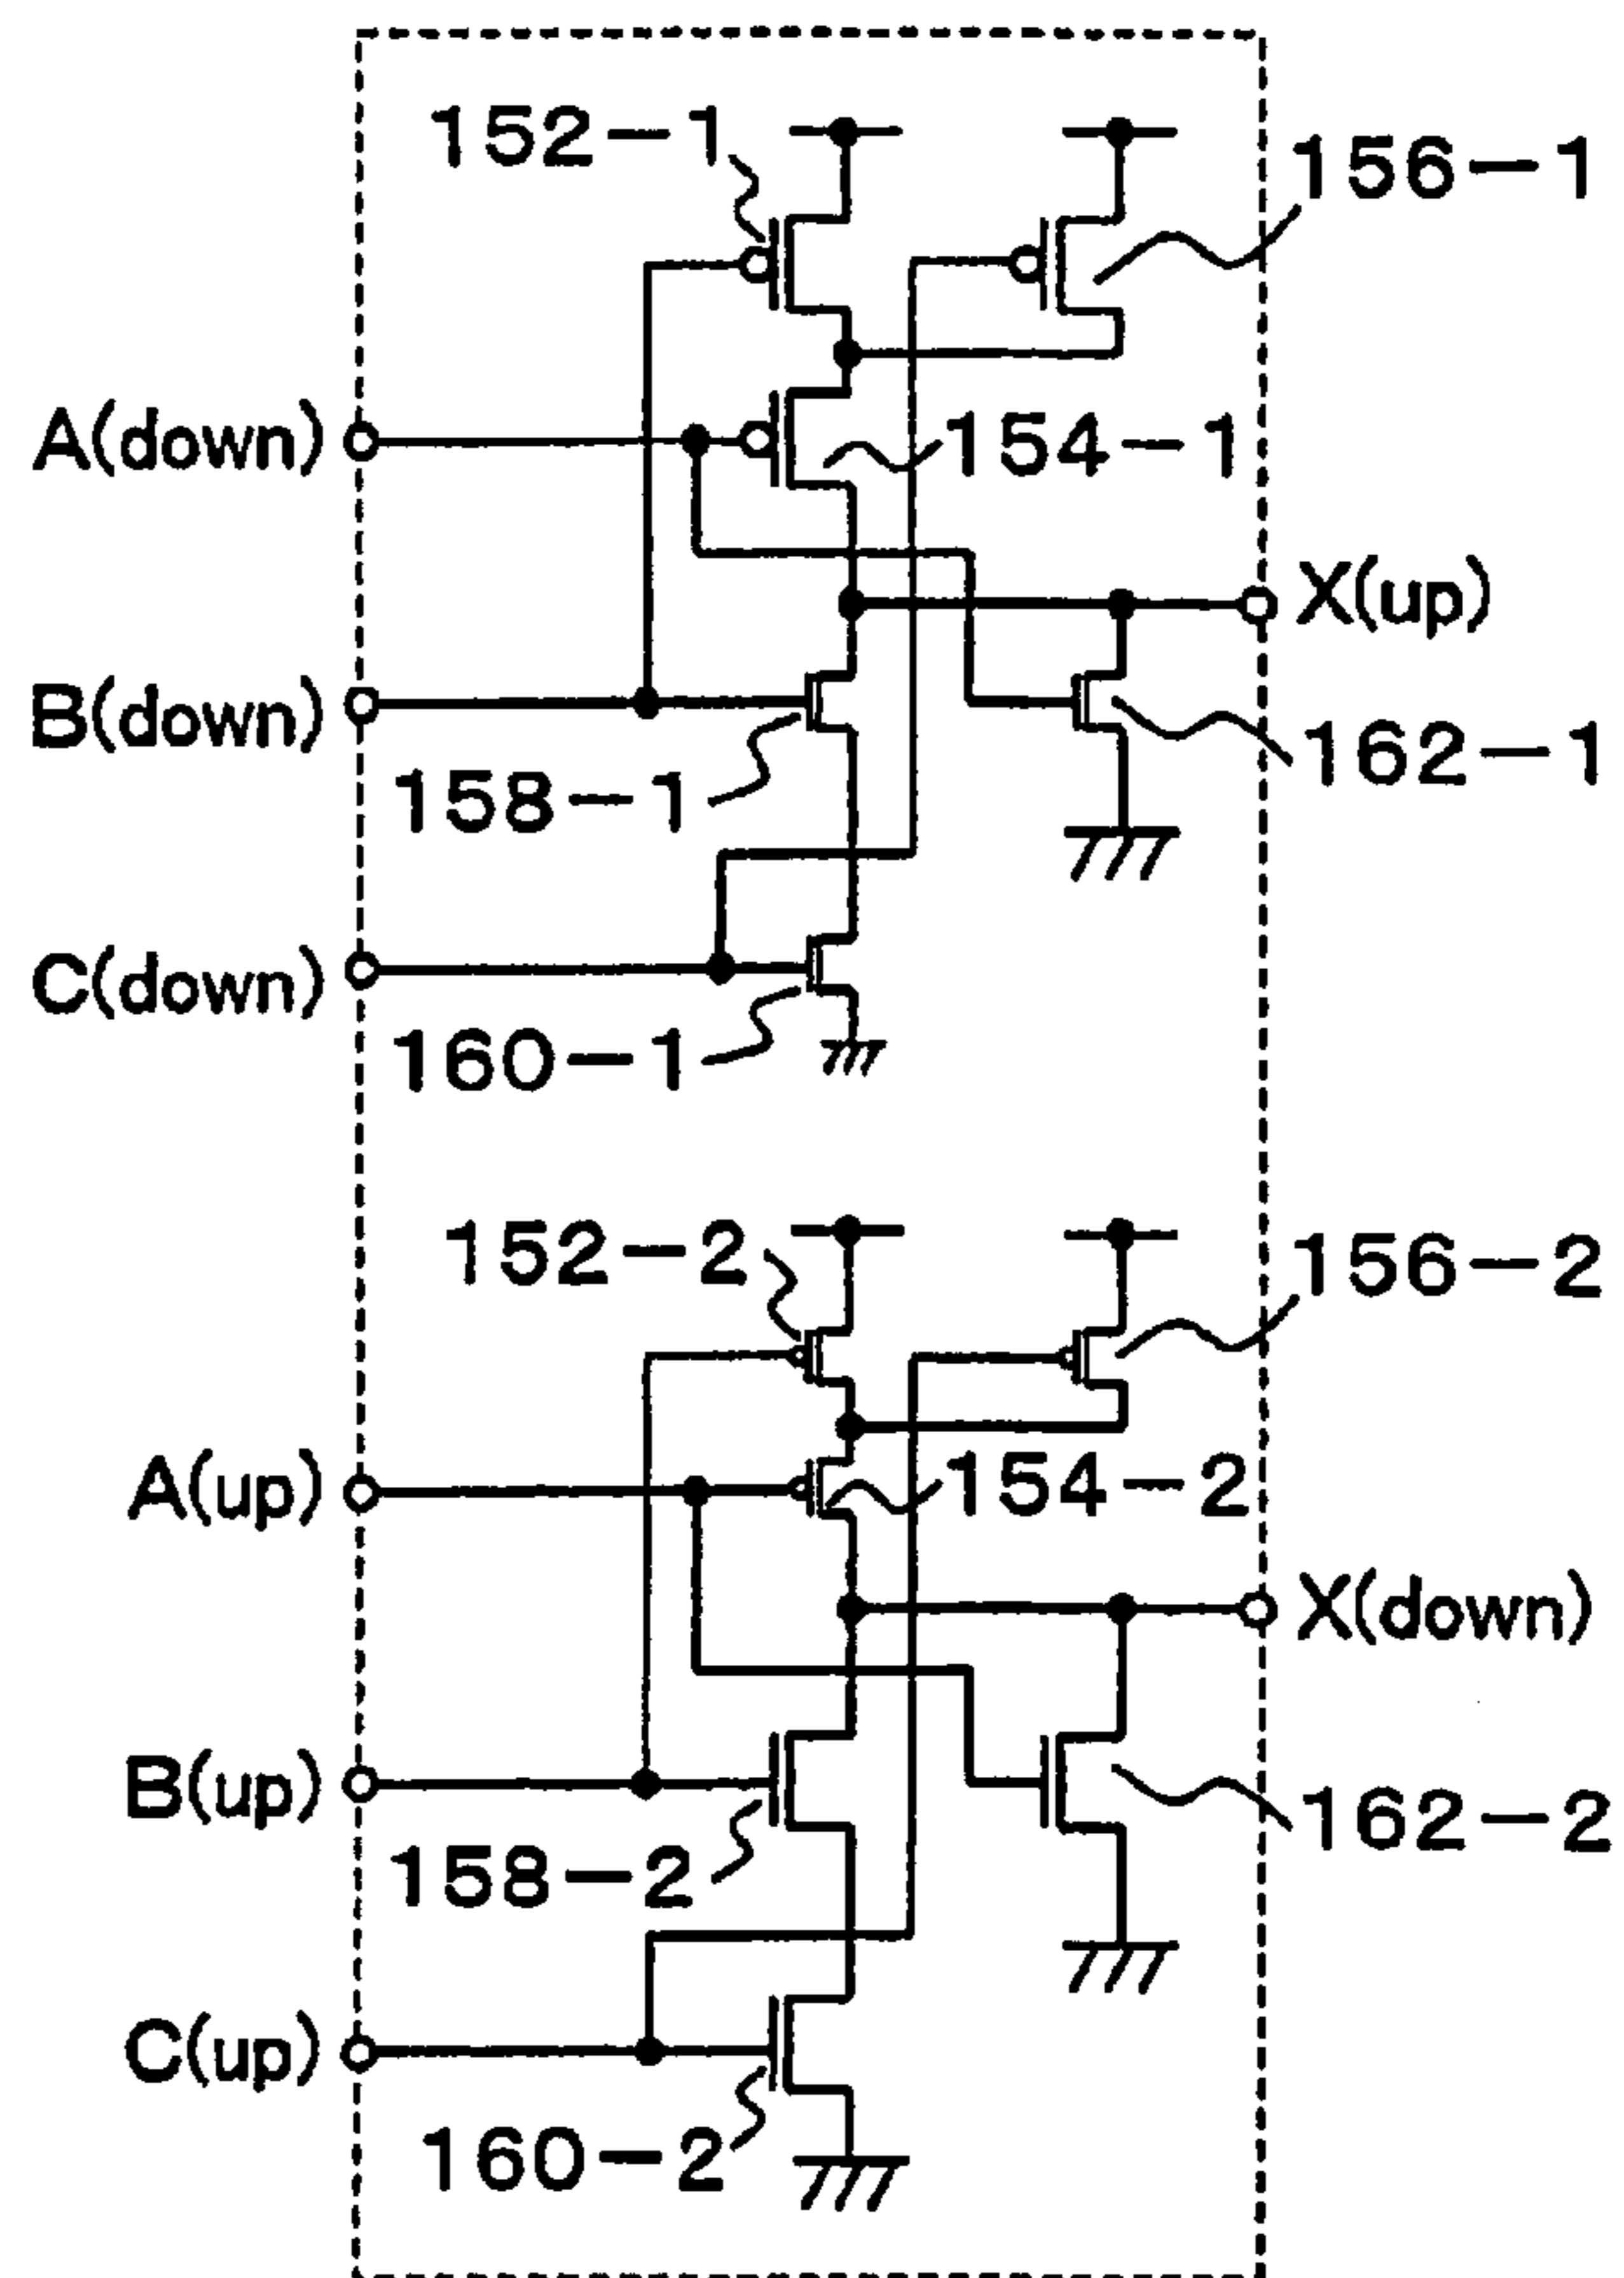 152-1
156-1
A(down)
154-1
X(up)
B(down)
162-1
158-1
C(down)
160-1
152-2
156-2
A(up)
154-2
X(down)
B(up)
162-2
158-2
C(up)
160-2